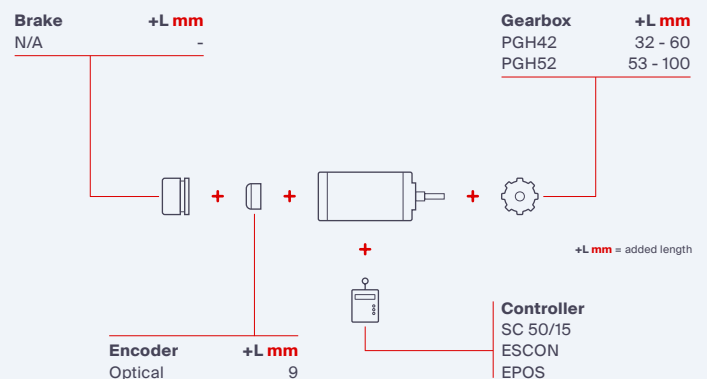 Brake +L mm
N/A -
Gearbox +L mm
PGH42 32 - 60
PGH52 53 - 100
+L mm = added length
Encoder +L mm
Optical 9
Controller
SC 50/15
ESCON
EPOS